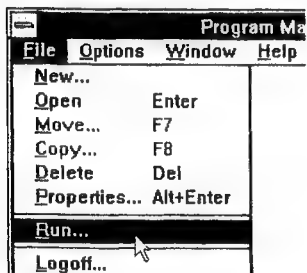 Program Ma
File Options Window Help
New...
Open Enter
Move... F7
Copy... F8
Delete Del
Properties... Alt+Enter
Run...
Logoff...